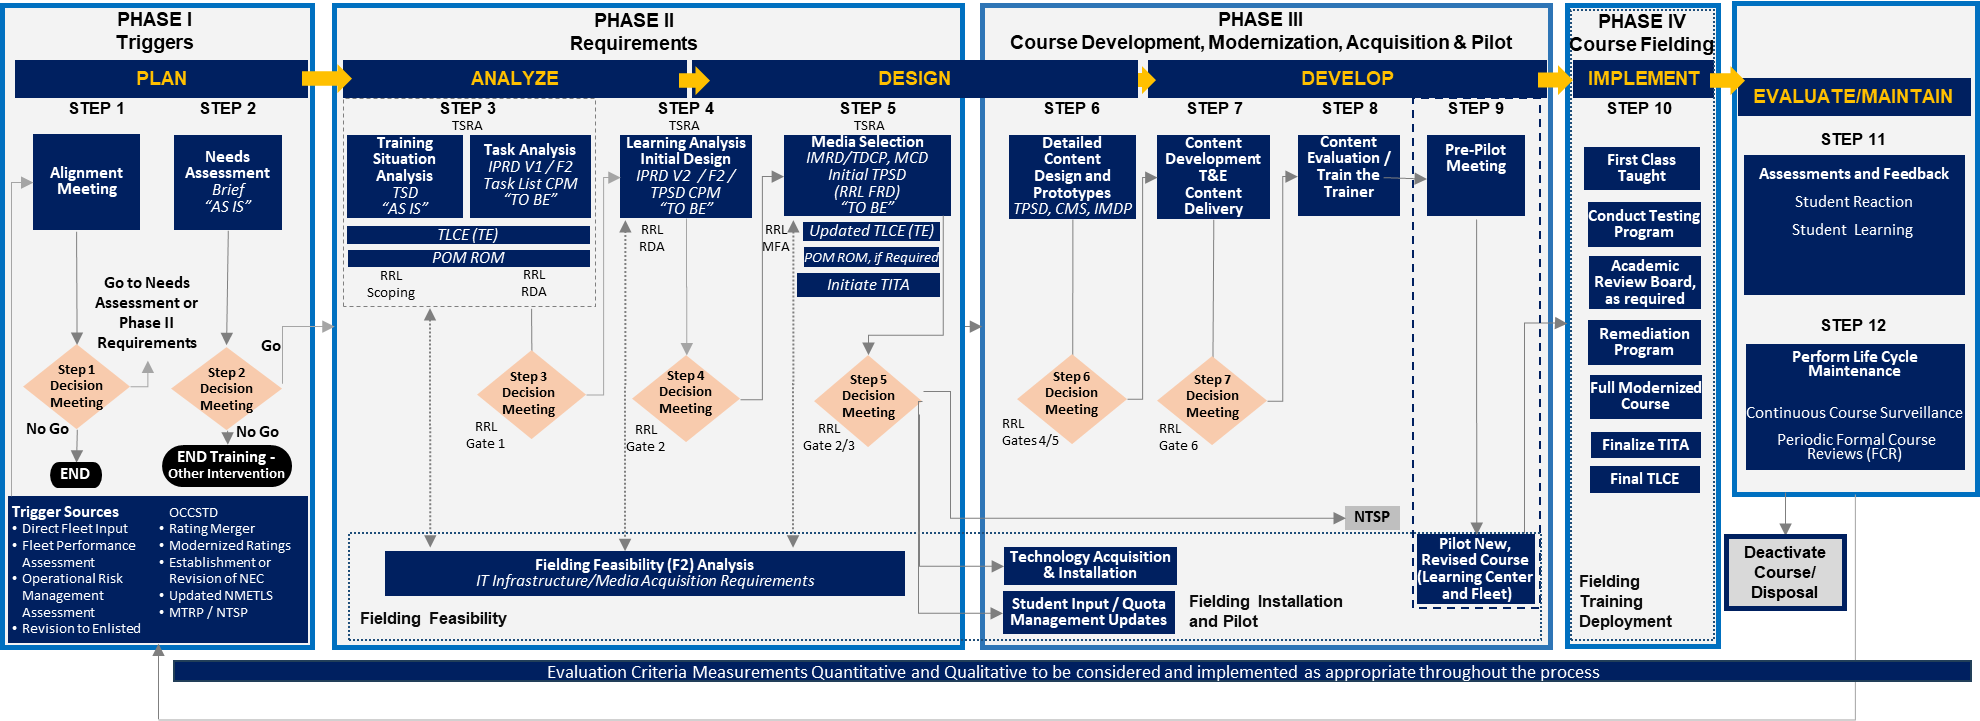 PHASE I
Triggers
PLAN
STEP 1
STEP 2
Alignment
Meeting
Needs
Assessment
Brief
“AS IS”
Go to Needs
Assessment or
Phase II
Requirements
Go
Step 1
Decision
Meeting
Step 2
Decision
Meeting
No Go
No Go
END
END Training -
Other Intervention
Trigger Sources
• Direct Fleet Input
• Fleet Performance
Assessment
• Operational Risk
Management
Assessment
• Revision to Enlisted
OCCSTD
• Rating Merger
• Modernized Ratings
• Establishment or
Revision of NEC
• Updated NMETLS
• MTRP / NTSP
PHASE II
Requirements
ANALYZE
DESIGN
STEP 3
TSRA
Training
Situation
Analysis
TSD
“AS IS”
Task Analysis
IPRD V1 / F2
Task List CPM
“TO BE”
TLCE (TE)
POM ROM
RRL
Scoping
RRL
RDA
Step 3
Decision
Meeting
RRL
Gate 1
STEP 4
TSRA
Learning Analysis
Initial Design
IPRD V2 / F2 /
TPSD CPM
“TO BE”
RRL
RDA
Step 4
Decision
Meeting
RRL
Gate 2
STEP 5
TSRA
Media Selection
IMRD/TDCP, MCD
Initial TPSD
(RRL FRD)
“TO BE”
RRL
MFA
Updated TLCE (TE)
POM ROM, if Required
Initiate TITA
Step 5
Decision
Meeting
RRL
Gate 2/3
Fielding Feasibility (F2) Analysis
IT Infrastructure/Media Acquisition Requirements
Fielding Feasibility
PHASE III
Course Development, Modernization, Acquisition & Pilot
DEVELOP
STEP 6
Detailed
Content
Design and
Prototypes
TPSD, CMS, IMDP
Step 6
Decision
Meeting
RRL
Gates 4/5
STEP 7
Content
Development
T&E
Content
Delivery
Step 7
Decision
Meeting
RRL
Gate 6
STEP 8
Content
Evaluation /
Train the
Trainer
STEP 9
Pre-Pilot
Meeting
NTSP
Technology Acquisition
& Installation
Student Input / Quota
Management Updates
Fielding Installation
and Pilot
Pilot New,
Revised Course
(Learning Center
and Fleet)
PHASE IV
Course Fielding
IMPLEMENT
STEP 10
First Class
Taught
Conduct Testing
Program
Academic
Review Board,
as required
Remediation
Program
Full Modernized
Course
Finalize TITA
Final TLCE
Fielding
Training
Deployment
EVALUATE/MAINTAIN
STEP 11
Assessments and Feedback
Student Reaction
Student Learning
STEP 12
Perform Life Cycle
Maintenance
Continuous Course Surveillance
Periodic Formal Course
Reviews (FCR)
Deactivate
Course/
Disposal
Evaluation Criteria Measurements Quantitative and Qualitative to be considered and implemented as appropriate throughout the process